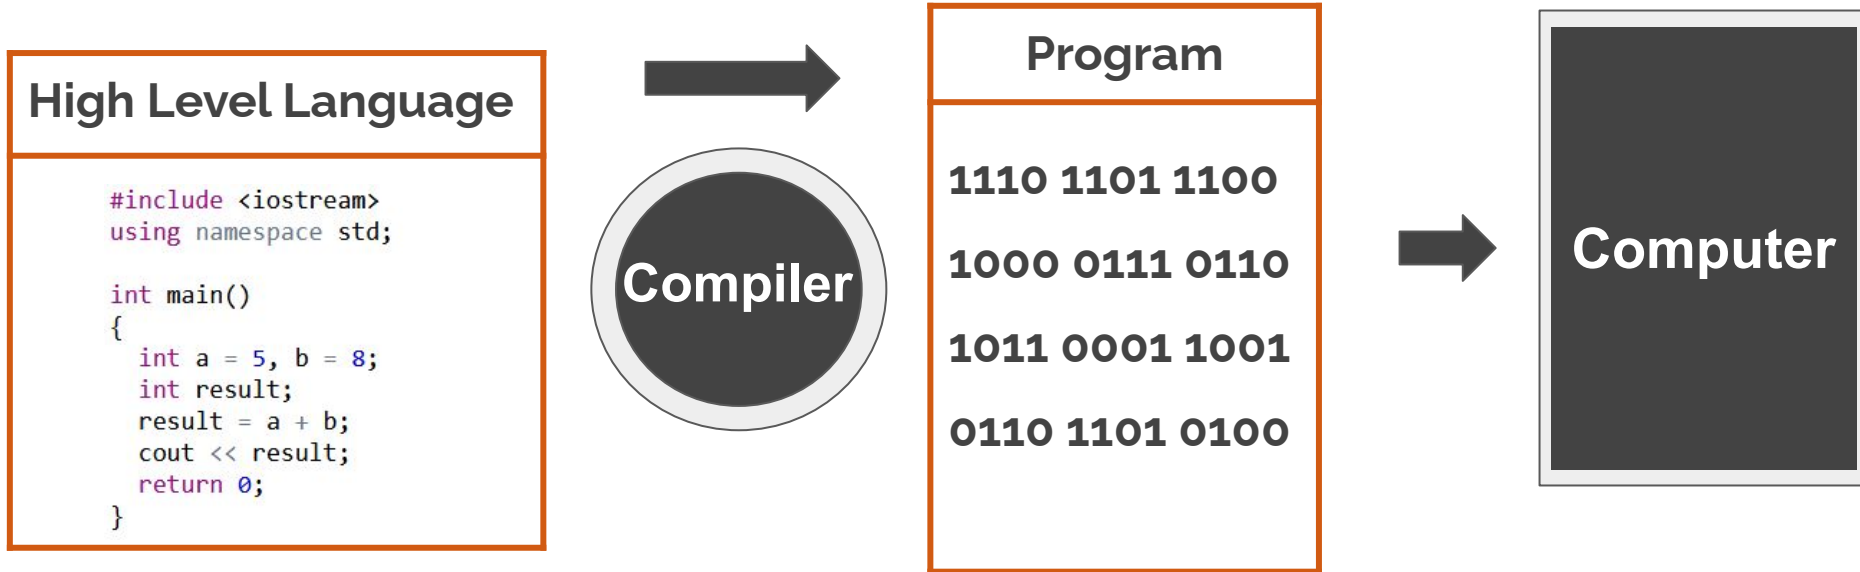 High Level Language
#include <iostream>
using namespace std;
int main()
{
int a = 5, b = 8;
int result;
result = a + b;
cout << result;
return 0;
}
Compiler
Program
1110 1101 1100
1000 0111 0110
1011 0001 1001
0110 1101 0100
Computer